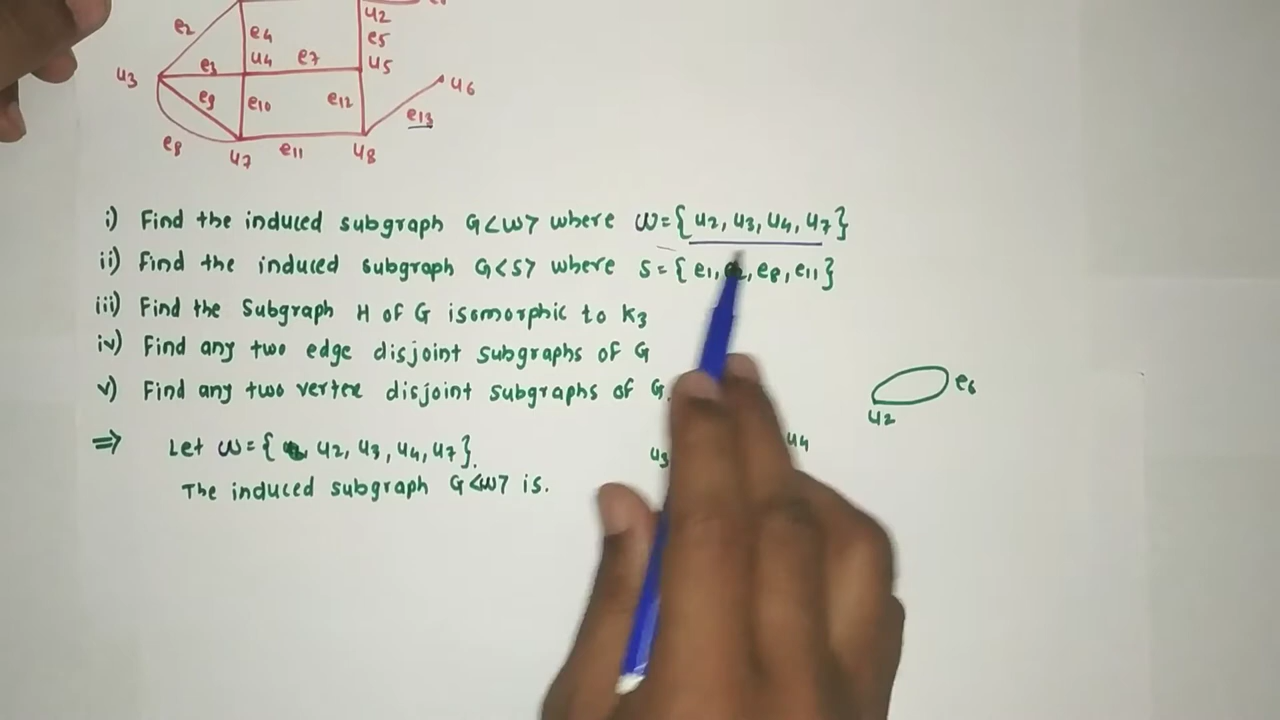 u2
e2 e4 e5
u3 e3 u4 e7 u5
e9 e10 e12 u6
e8 e13
u7 e11 u8
i) Find the induced subgraph G<w> where w={u2,u3,u4,u7}
ii) Find the induced subgraph G<S> where S={e1, ,e8,e11}
iii) Find the Subgraph H of G isomorphic to K3
iv) Find any two edge disjoint subgraphs of G
v) Find any two vertex disjoint subgraphs of G.
e6
u2
⇒ Let w={ u2,u3,u4,u7}.
u3 u4
The induced subgraph G<w> is.